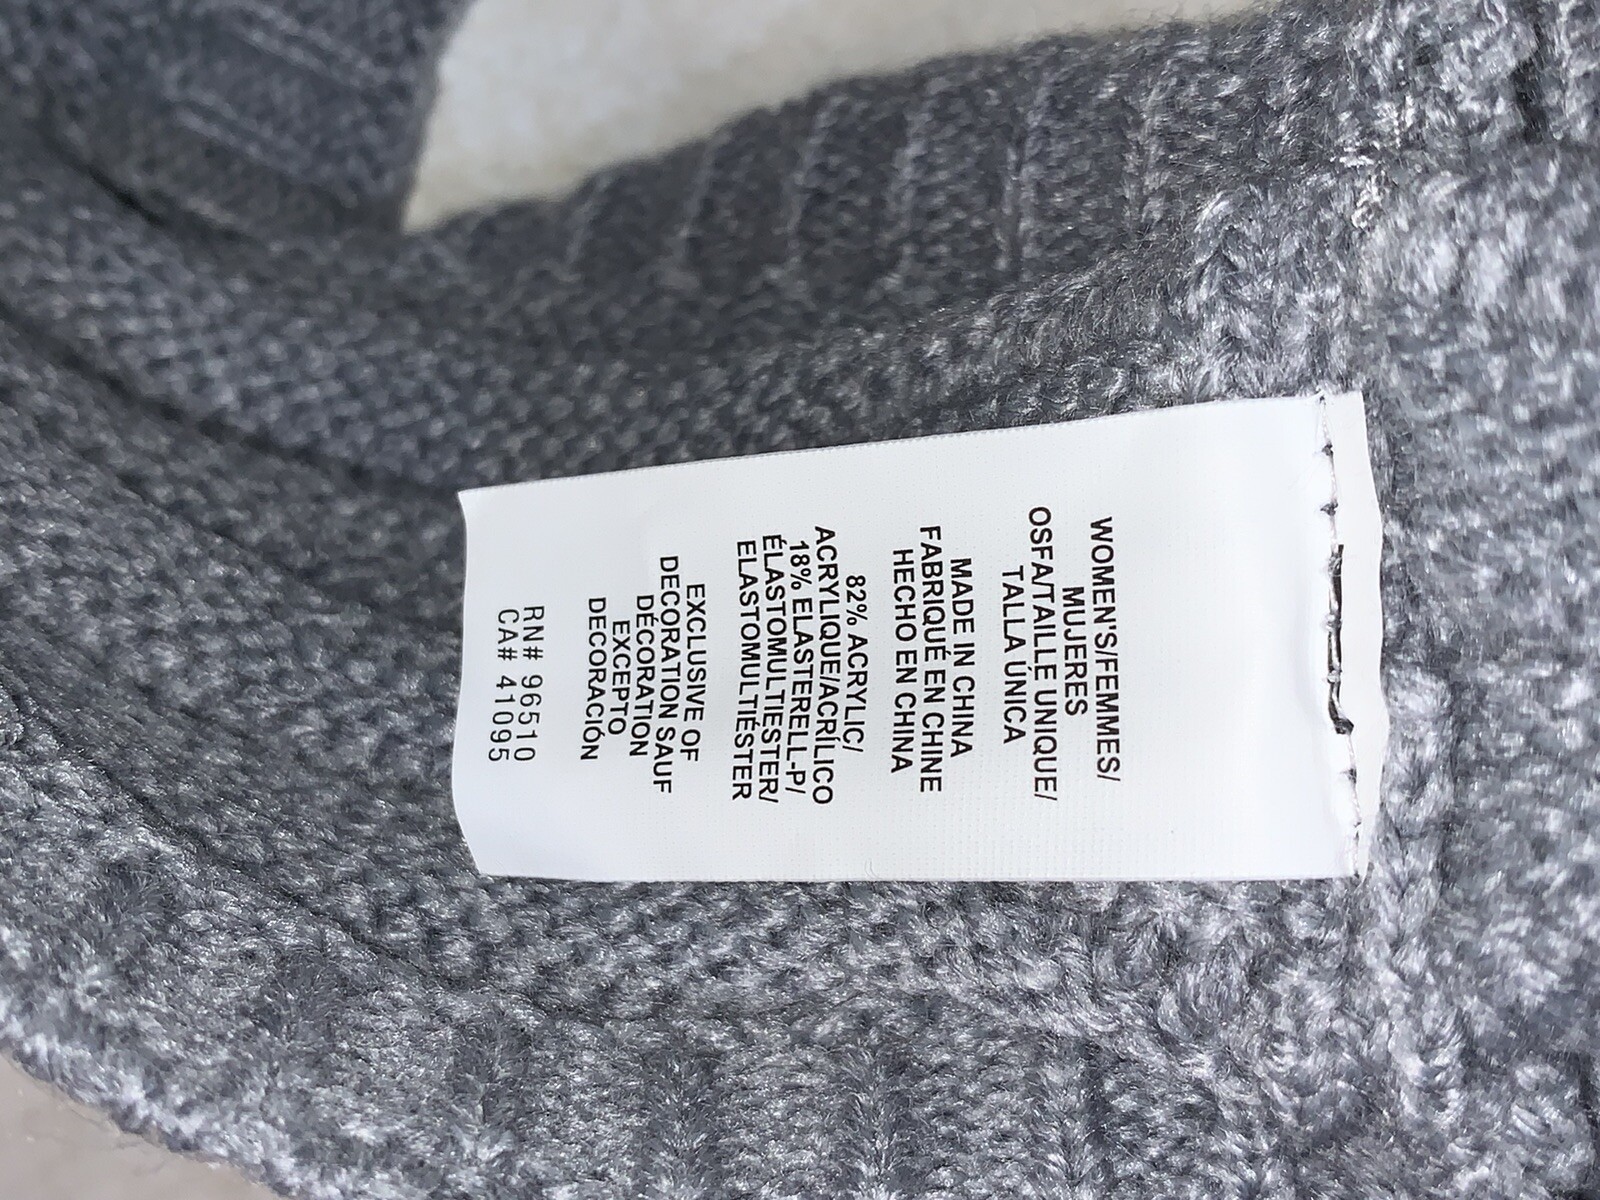 WOMEN'S/FEMMES/
MUJERES
OSFA/TAILLE UNIQUE/
TALLA ÚNICA
MADE IN CHINA
FABRIQUÉ EN CHINE
HECHO EN CHINA
82% ACRYLIC/
ACRYLIQUE/ACRÍLICO
18% ELASTERELL-P/
ÉLASTOMULTIESTER/
ELASTOMULTIÉSTER
EXCLUSIVE OF
DECORATION SAUF
DÉCORATION
EXCEPTO
DECORACIÓN
RN# 96510
CA# 41095